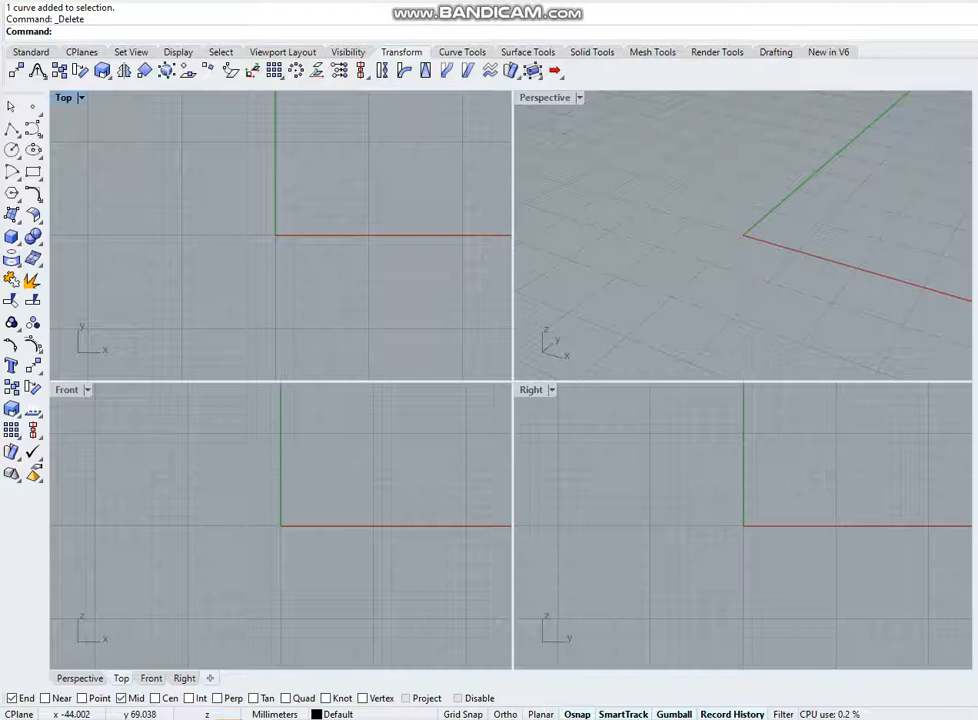 1 curve added to selection.
www.BANDICAM.com
Command: _Delete
Command:
Standard CPlanes Set View Display Select Viewport Layout Visibility Transform Curve Tools Surface Tools Solid Tools Mesh Tools Render Tools Drafting New in V6
Top
Perspective
y
x
z
y
x
Front
Right
z
x
z
y
Perspective Top Front Right
End Near Point Mid Cen Int Perp Tan Quad Knot Vertex Project Disable
CPlane x -44.002 y 69.038 z Millimeters Default Grid Snap Ortho Planar Osnap SmartTrack Gumball Record History Filter CPU use: 0.2 %